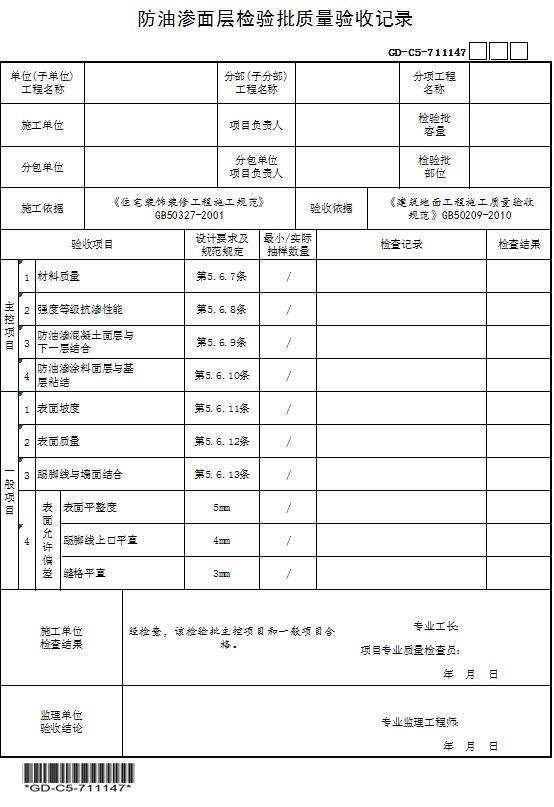 防油渗面层检验批质量验收记录
GD-C5-711147
单位(子单位)
工程名称
分部(子分部)
工程名称
分项工程
名称
施工单位
项目负责人
检验批
容量
分包单位
分包单位
项目负责人
检验批
部位
施工依据
《住宅装饰装修工程施工规范》
GB50327-2001
验收依据
《建筑地面工程施工质量验收
规范》GB50209-2010
验收项目
设计要求及
规范规定
最小/实际
抽样数量
检查记录
检查结果
主控项目
1 材料质量 第5.6.7条 /
2 强度等级抗渗性能 第5.6.8条 /
3 防油渗混凝土面层与
下一层结合 第5.6.9条 /
4 防油渗涂料面层与基
层粘结 第5.6.10条 /
一般项目
1 表面坡度 第5.6.11条 /
2 表面质量 第5.6.12条 /
3 踢脚线与墙面结合 第5.6.13条 /
4 表面允许偏差
表面平整度 5mm /
踢脚线上口平直 4mm /
缝格平直 3mm /
施工单位
检查结果
经检查，该检验批主控项目和一般项目合
格。
专业工长:
项目专业质量检查员:
年 月 日
监理单位
验收结论
专业监理工程师:
年 月 日
*GD-C5-711147*